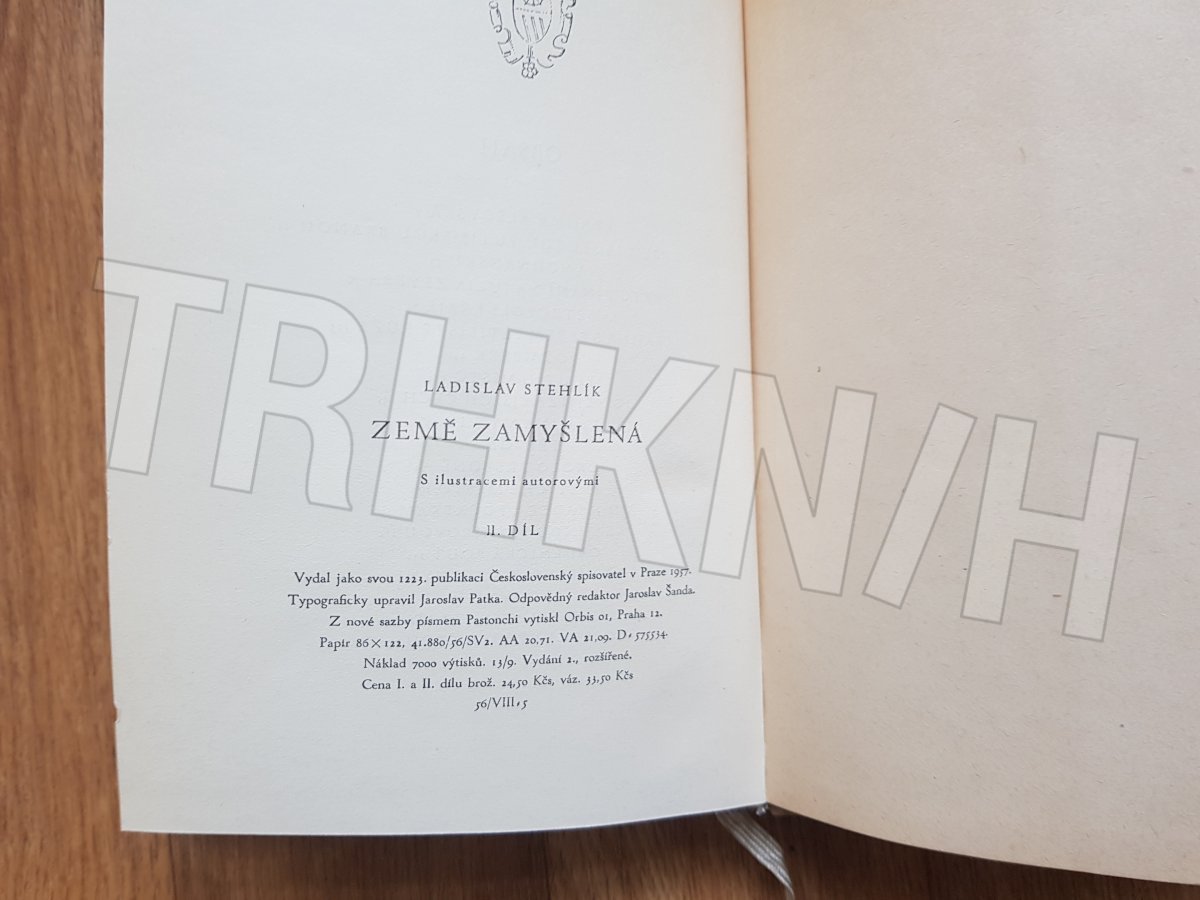 LADISLAV STEHLÍK
ZEMĚ ZAMYŠLENÁ
S ilustracemi autorovými
II. DÍL
Vydal jako svou 1223. publikaci Československý spisovatel v Praze 1957.
Typograficky upravil Jaroslav Patka. Odpovědný redaktor Jaroslav Šanda.
Z nové sazby písmem Pastonchi vytiskl Orbis 01, Praha 12.
Papír 86×122, 41.880/56/SV2. AA 20,71. VA 21,09. D-575534.
Náklad 7000 výtisků. 13/9. Vydání 2., rozšířené.
Cena I. a II. dílu brož. 24,50 Kčs, váz. 33,50 Kčs
56/VIII-5
TRHKN/H